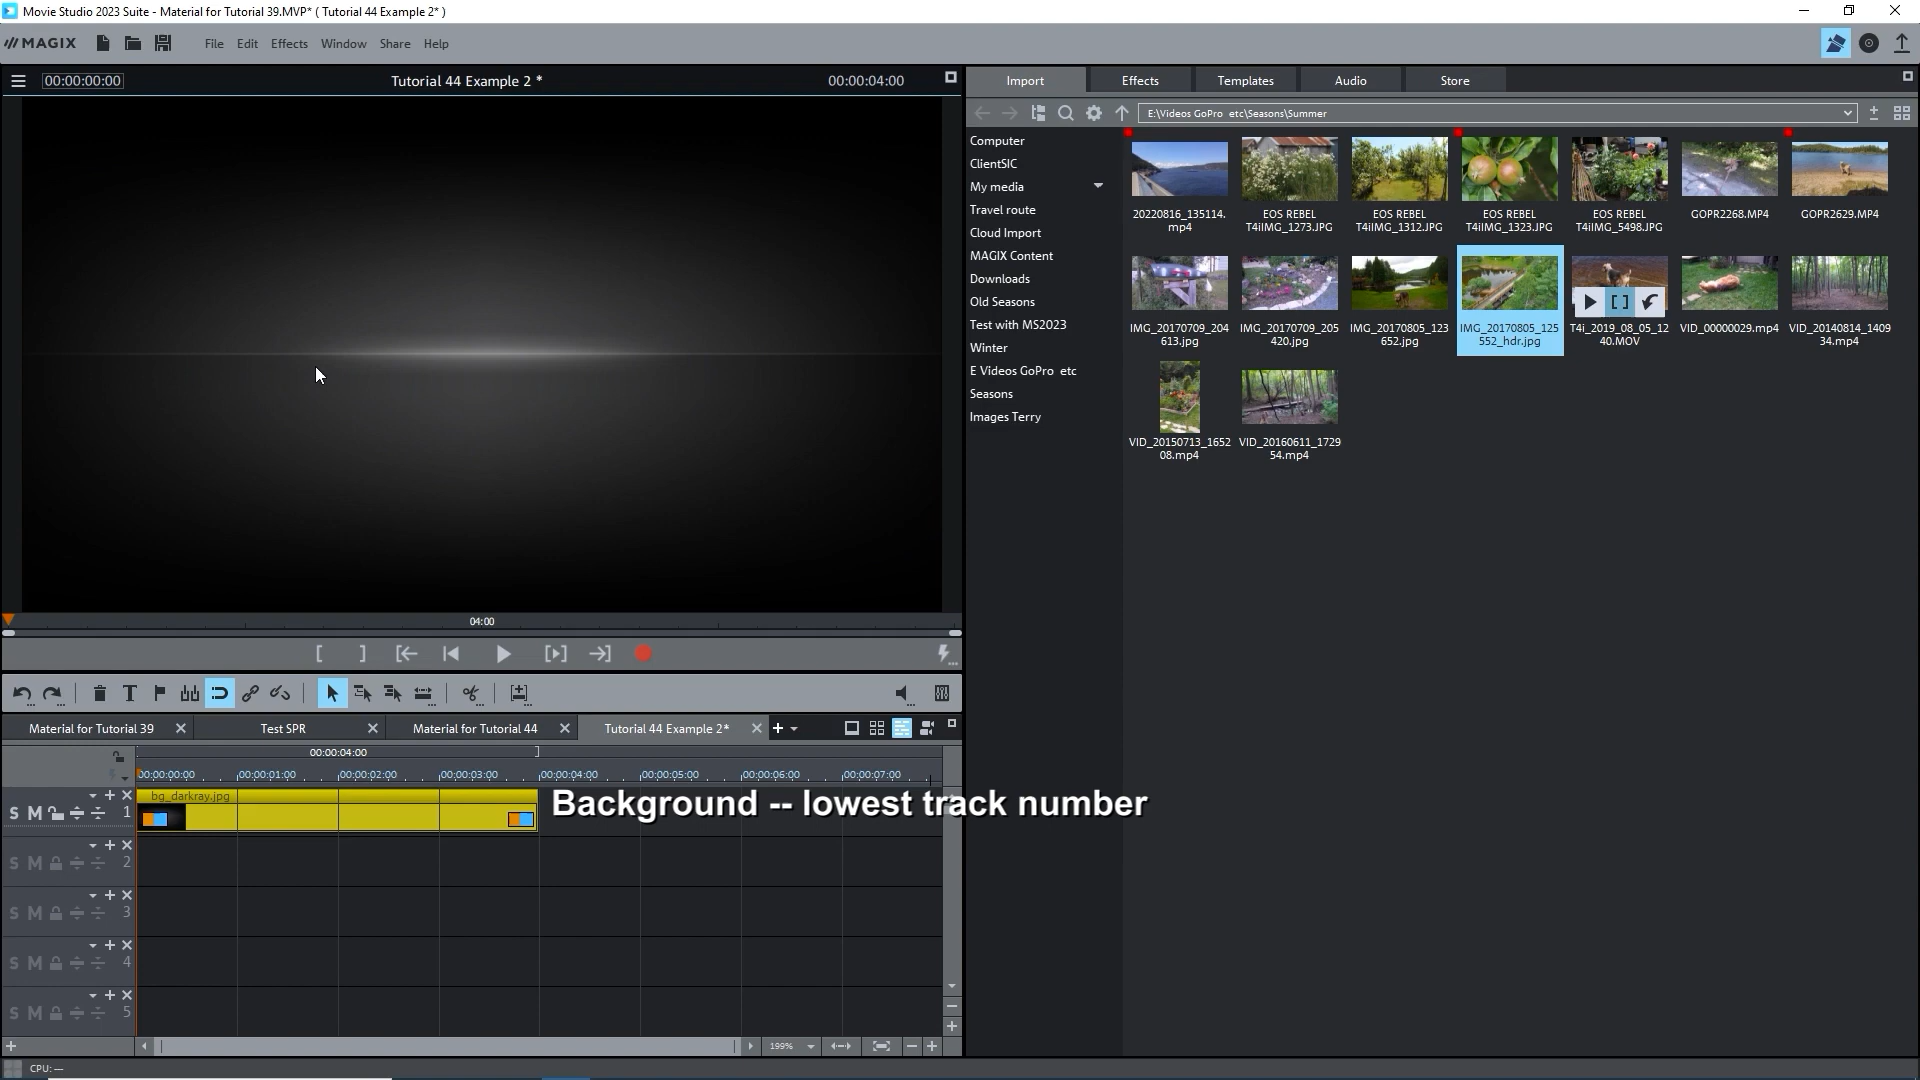 Movie Studio 2023 Suite - Material for Tutorial 39.MVP* ( Tutorial 44 Example 2* )
MAGIX File Edit Effects Window Share Help
00:00:00:00 Tutorial 44 Example 2 * 00:00:04:00
Import Effects Templates Audio Store
E:\Videos GoPro etc\Seasons\Summer
Computer
ClientSIC
My media
Travel route
Cloud Import
MAGIX Content
Downloads
Old Seasons
Test with MS2023
Winter
E Videos GoPro etc
Seasons
Images Terry
20220816_135114.
mp4
EOS REBEL
T4iIMG_1273.JPG
EOS REBEL
T4iIMG_1312.JPG
EOS REBEL
T4iIMG_1323.JPG
EOS REBEL
T4iIMG_5498.JPG
GOPR2268.MP4
GOPR2629.MP4
IMG_20170709_204
613.jpg
IMG_20170709_205
420.jpg
IMG_20170805_123
652.jpg
IMG_20170805_125
552_hdr.jpg
T4i_2019_08_05_12
40.MOV
VID_00000029.mp4
VID_20140814_1409
34.mp4
VID_20150713_1652
08.mp4
VID_20160611_1729
54.mp4
04:00
Material for Tutorial 39 Test SPR Material for Tutorial 44 Tutorial 44 Example 2*
00:00:04:00
00:00:00:00 00:00:01:00 00:00:02:00 00:00:03:00 00:00:04:00 00:00:05:00 00:00:06:00 00:00:07:00
bg_darkray.jpg
S M 1
Background -- lowest track number
S M 2
S M 3
S M 4
S M 5
199%
CPU: —